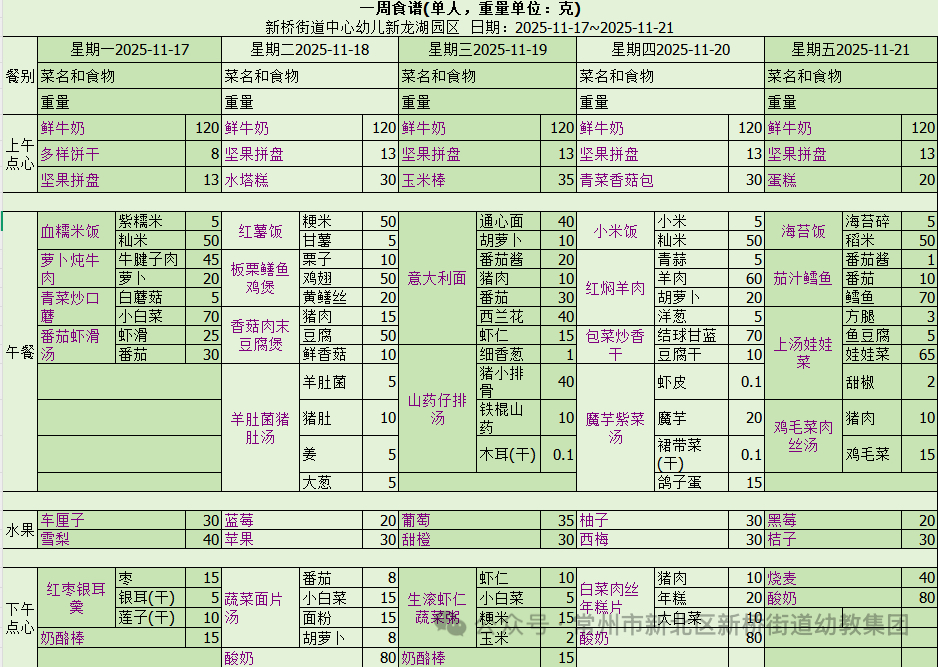 一周食谱(单人，重量单位：克)
新桥街道中心幼儿新龙湖园区 日期：2025-11-17~2025-11-21
餐别 星期一2025-11-17 星期二2025-11-18 星期三2025-11-19 星期四2025-11-20 星期五2025-11-21
菜名和食物 菜名和食物 菜名和食物 菜名和食物 菜名和食物
重量 重量 重量 重量 重量
上午点心
鲜牛奶 120 鲜牛奶 120 鲜牛奶 120 鲜牛奶 120 鲜牛奶 120
多样饼干 8 坚果拼盘 13 坚果拼盘 13 坚果拼盘 13 坚果拼盘 13
坚果拼盘 13 水塔糕 30 玉米棒 35 青菜香菇包 30 蛋糕 20
午餐
血糯米饭 紫糯米 5
籼米 50
萝卜炖牛肉 牛腱子肉 45
萝卜 20
青菜炒口蘑 白蘑菇 5
小白菜 70
番茄虾滑汤 虾滑 25
番茄 30
红薯饭 粳米 50
甘薯 5
板栗鳝鱼鸡煲 栗子 10
鸡翅 50
黄鳝丝 20
香菇肉末豆腐煲 猪肉 15
豆腐 50
鲜香菇 10
羊肚菌猪肚汤 羊肚菌 5
猪肚 10
姜 5
大葱 5
意大利面 通心面 40
胡萝卜 10
番茄酱 20
猪肉 10
番茄 30
西兰花 40
虾仁 15
山药仔排汤 细香葱 1
猪小排骨 40
铁棍山药 10
木耳(干) 0.1
小米饭 小米 5
籼米 50
红焖羊肉 青蒜 5
羊肉 60
胡萝卜 20
洋葱 5
包菜炒香干 结球甘蓝 70
豆腐干 10
魔芋紫菜汤 虾皮 0.1
魔芋 20
裙带菜(干) 0.1
鸽子蛋 15
海苔饭 海苔碎 5
稻米 50
茄汁鳕鱼 番茄酱 1
番茄 10
鳕鱼 70
上汤娃娃菜 方腿 3
鱼豆腐 5
娃娃菜 65
甜椒 2
鸡毛菜肉丝汤 猪肉 10
鸡毛菜 15
水果
车厘子 30 蓝莓 20 葡萄 35 柚子 30 黑莓 20
雪梨 40 苹果 30 甜橙 30 西梅 30 桔子 30
下午点心
红枣银耳羹 枣 15
银耳(干) 5
莲子(干) 10
奶酪棒 15
蔬菜面片汤 番茄 8
小白菜 15
面粉 15
胡萝卜 8
酸奶 80
生滚虾仁蔬菜粥 虾仁 10
小白菜 5
粳米 15
玉米 2
奶酪棒 15
白菜肉丝年糕片 猪肉 10
年糕 20
大白菜 10
酸奶 80
烧麦 40
酸奶 80
公众号·常州市新北区新桥街道幼教集团